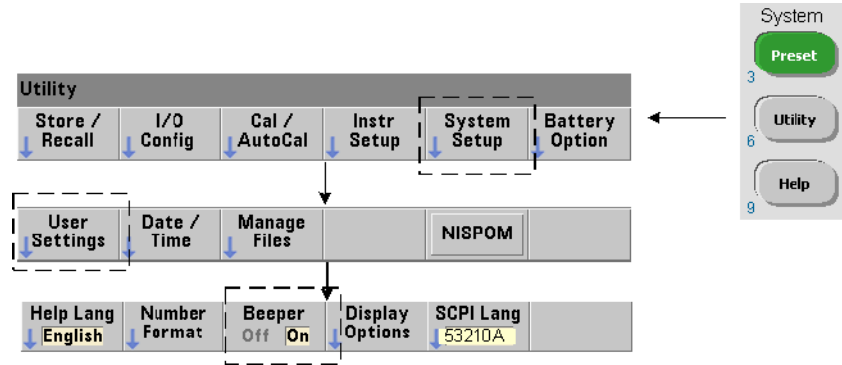 System
Preset
3
Utility
Store / Recall
I/O Config
Cal / AutoCal
Instr Setup
System Setup
Battery Option
Utility
6
Help
9
User Settings
Date / Time
Manage Files
NISPOM
Help Lang English
Number Format
Beeper Off On
Display Options
SCPI Lang 53210A